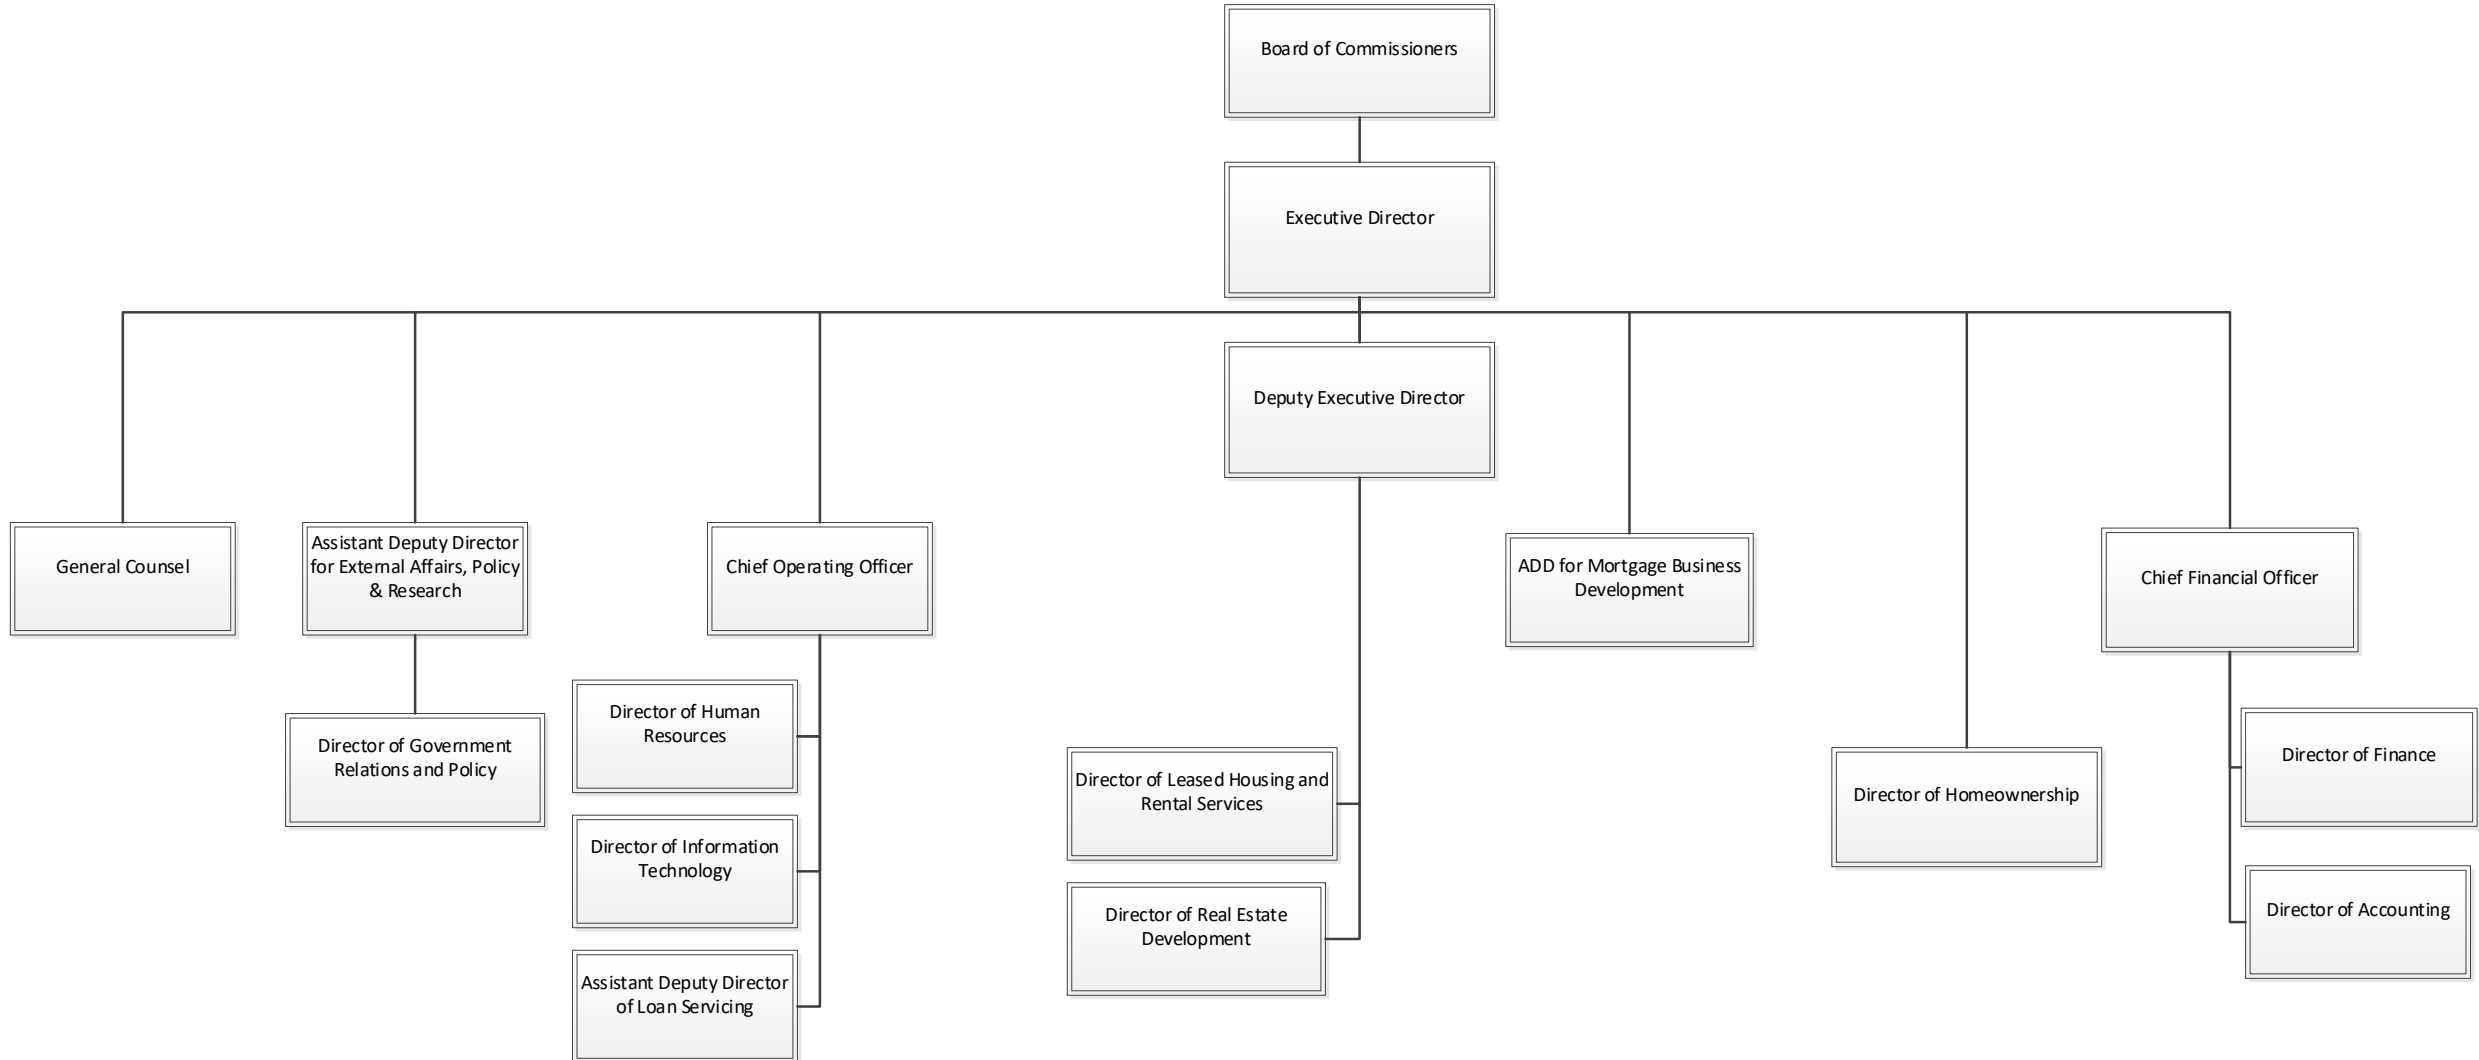 Board of Commissioners
Executive Director
Deputy Executive Director
General Counsel
Assistant Deputy Director
for External Affairs, Policy
& Research
Chief Operating Officer
ADD for Mortgage Business
Development
Chief Financial Officer
Director of Government
Relations and Policy
Director of Human
Resources
Director of Information
Technology
Assistant Deputy Director
of Loan Servicing
Director of Leased Housing and
Rental Services
Director of Real Estate
Development
Director of Homeownership
Director of Finance
Director of Accounting